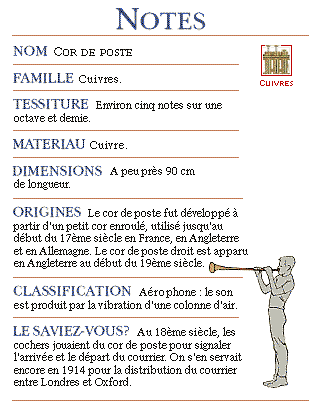 NOTES
NOM COR DE POSTE
CUIVRES
FAMILLE Cuivres.
TESSITURE Environ cinq notes sur une
octave et demie.
MATERIAU Cuivre.
DIMENSIONS A peu près 90 cm
de longueur.
ORIGINES Le cor de poste fut développé à
partir d'un petit cor enroulé, utilisé jusqu'au
début du 17ème siècle en France, en Angleterre
et en Allemagne. Le cor de poste droit est apparu
en Angleterre au début du 19ème siècle.
CLASSIFICATION Aérophone : le son
est produit par la vibration d'une colonne d'air.
LE SAVIEZ-VOUS? Au 18ème siècle, les
cochers jouaient du cor de poste pour signaler
l'arrivée et le départ du courrier. On s'en servait
encore en 1914 pour la distribution du courrier
entre Londres et Oxford.